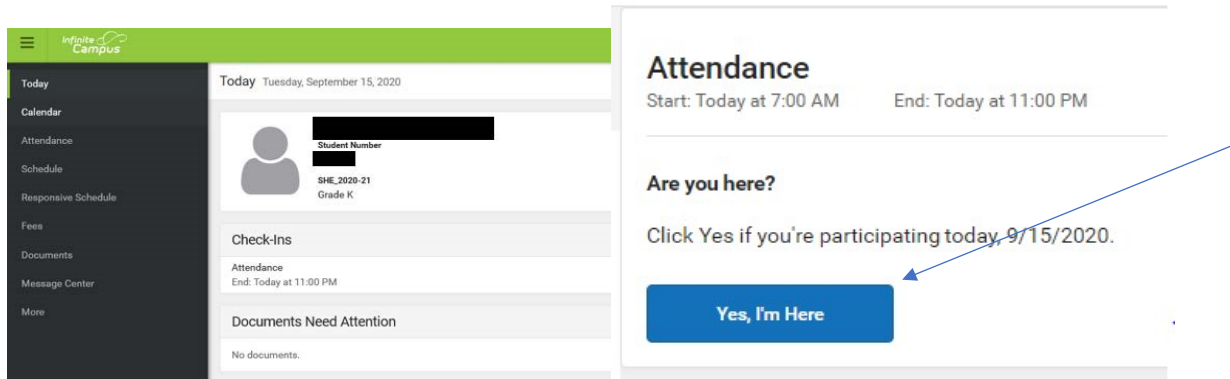 Infinite Campus
Today
Calendar
Attendance
Schedule
Responsive Schedule
Fees
Documents
Message Center
More
Today Tuesday, September 15, 2020
Student Number
SHE_2020-21
Grade K
Check-Ins
Attendance
End: Today at 11:00 PM
Documents Need Attention
No documents.
Attendance
Start: Today at 7:00 AM End: Today at 11:00 PM
Are you here?
Click Yes if you're participating today, 9/15/2020.
Yes, I'm Here